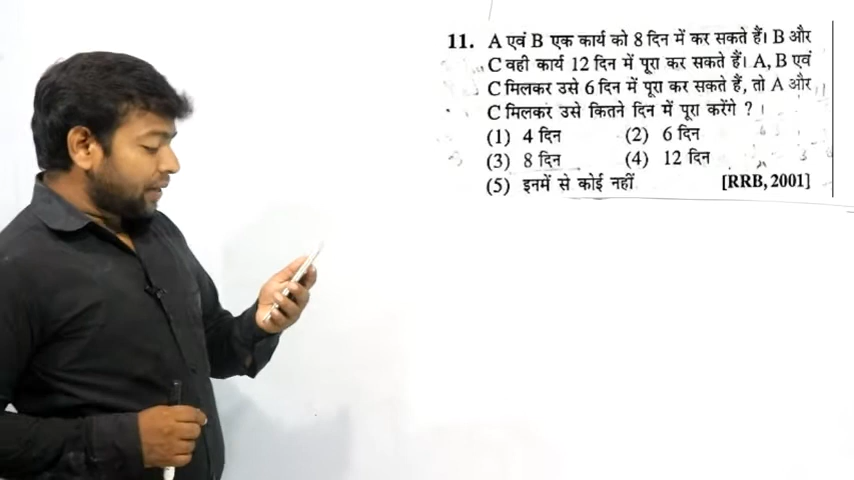 11. A एवं B एक कार्य को 8 दिन में कर सकते हैं। B और
C वही कार्य 12 दिन में पूरा कर सकते हैं। A, B एवं
C मिलकर उसे 6 दिन में पूरा कर सकते हैं, तो A और
C मिलकर उसे कितने दिन में पूरा करेंगे ?
(1) 4 दिन (2) 6 दिन
(3) 8 दिन (4) 12 दिन
(5) इनमें से कोई नहीं [RRB, 2001]